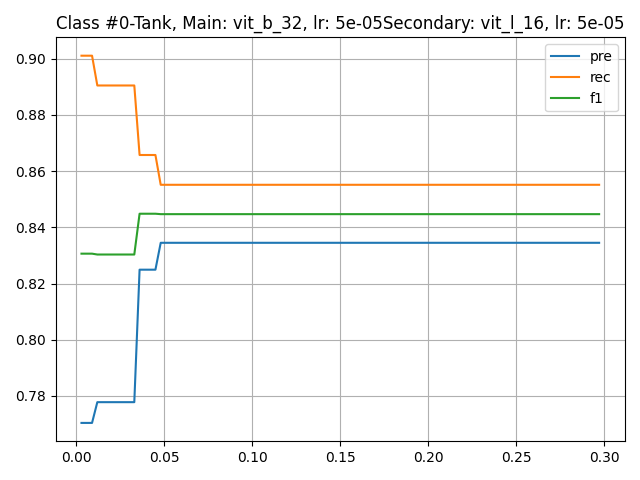 Class #0-Tank, Main: vit_b_32, lr: 5e-05Secondary: vit_l_16, lr: 5e-05
0.90
0.88
0.86
0.84
0.82
0.80
0.78
pre
rec
f1
0.00 0.05 0.10 0.15 0.20 0.25 0.30